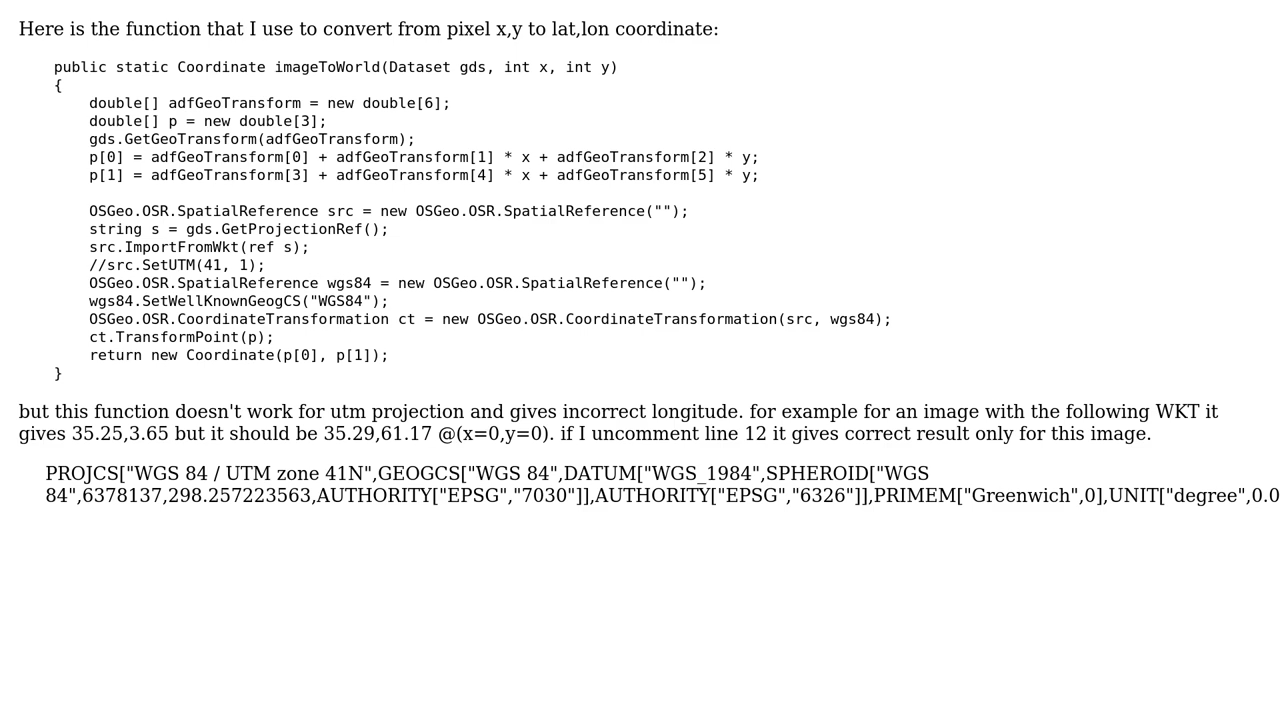 Here is the function that I use to convert from pixel x,y to lat,lon coordinate:
public static Coordinate imageToWorld(Dataset gds, int x, int y)
{
double[] adfGeoTransform = new double[6];
double[] p = new double[3];
gds.GetGeoTransform(adfGeoTransform);
p[0] = adfGeoTransform[0] + adfGeoTransform[1] * x + adfGeoTransform[2] * y;
p[1] = adfGeoTransform[3] + adfGeoTransform[4] * x + adfGeoTransform[5] * y;
OSGeo.OSR.SpatialReference src = new OSGeo.OSR.SpatialReference("");
string s = gds.GetProjectionRef();
src.ImportFromWkt(ref s);
//src.SetUTM(41, 1);
OSGeo.OSR.SpatialReference wgs84 = new OSGeo.OSR.SpatialReference("");
wgs84.SetWellKnownGeogCS("WGS84");
OSGeo.OSR.CoordinateTransformation ct = new OSGeo.OSR.CoordinateTransformation(src, wgs84);
ct.TransformPoint(p);
return new Coordinate(p[0], p[1]);
}
but this function doesn't work for utm projection and gives incorrect longitude. for example for an image with the following WKT it
gives 35.25,3.65 but it should be 35.29,61.17 @(x=0,y=0). if I uncomment line 12 it gives correct result only for this image.
PROJCS["WGS 84 / UTM zone 41N",GEOGCS["WGS 84",DATUM["WGS_1984",SPHEROID["WGS
84",6378137,298.257223563,AUTHORITY["EPSG","7030"]],AUTHORITY["EPSG","6326"]],PRIMEM["Greenwich",0],UNIT["degree",0.0